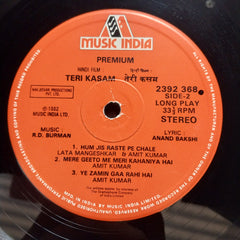 MUSIC INDIA
PREMIUM
HINDI FILM
हिन्दी फिल्म
TERI KASAM
तेरी कसम
2392 368
SIDE-2
LONG PLAY
33⅓ RPM
STEREO
℗ 1982
MUSIC INDIA LTD.
MUSIC:
R.D. BURMAN
LYRIC:
ANAND BAKSHI
1. HUM JIS RASTE PE CHALE
LATA MANGESHKAR & AMIT KUMAR
2. MERE GEETO ME MERI KAHANIYA HAI
AMIT KUMAR
3. YE ZAMIN GAA RAHI HAI
AMIT KUMAR